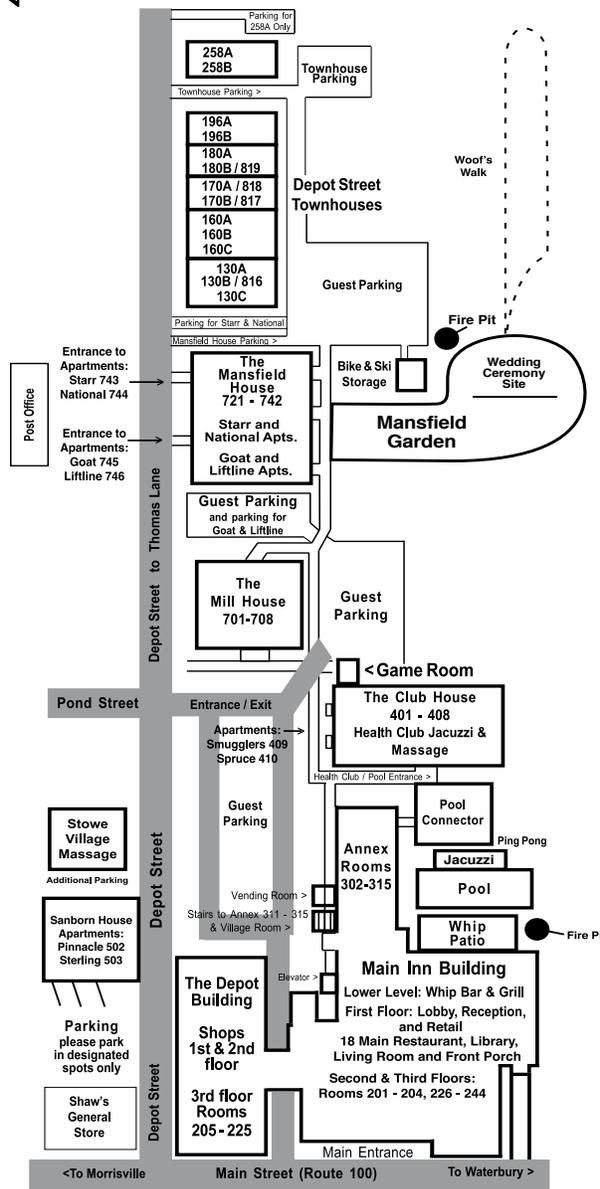 Parking for
258A Only
258A
258B
Townhouse
Parking
Townhouse Parking >
196A
196B
180A
180B / 819
170A / 818
170B / 817
160A
160B
160C
130A
130B / 816
130C
Depot Street
Townhouses
Woof's
Walk
Guest Parking
Parking for Starr & National
Mansfield House Parking >
Fire Pit
Entrance to
Apartments:
Starr 743
National 744
Post Office
Entrance to
Apartments:
Goat 745
Liftline 746
The
Mansfield
House
721 - 742
Starr and
National Apts.
Goat and
Liftline Apts.
Bike & Ski
Storage
Wedding
Ceremony
Site
Mansfield
Garden
Guest Parking
and parking for
Goat & Liftline
Depot Street to Thomas Lane
The
Mill House
701-708
Guest
Parking
< Game Room
Pond Street
Entrance / Exit
The Club House
401 - 408
Health Club Jacuzzi &
Massage
Apartments:
Smugglers 409
Spruce 410
Health Club / Pool Entrance >
Guest
Parking
Pool
Connector
Ping Pong
Stowe
Village
Massage
Additional Parking
Depot Street
Annex
Rooms
302-315
Jacuzzi
Pool
Vending Room >
Stairs to Annex 311 - 315
& Village Room >
Whip
Patio
Fire P
Sanborn House
Apartments:
Pinnacle 502
Sterling 503
Elevator >
The Depot
Building
Shops
1st & 2nd
floor
3rd floor
Rooms
205 - 225
Main Inn Building
Lower Level: Whip Bar & Grill
First Floor: Lobby, Reception,
and Retail
18 Main Restaurant, Library,
Living Room and Front Porch
Second & Third Floors:
Rooms 201 - 204, 226 - 244
Parking
please park
in designated
spots only
Depot Street
Shaw's
General
Store
Main Entrance
<To Morrisville
Main Street (Route 100)
To Waterbury >